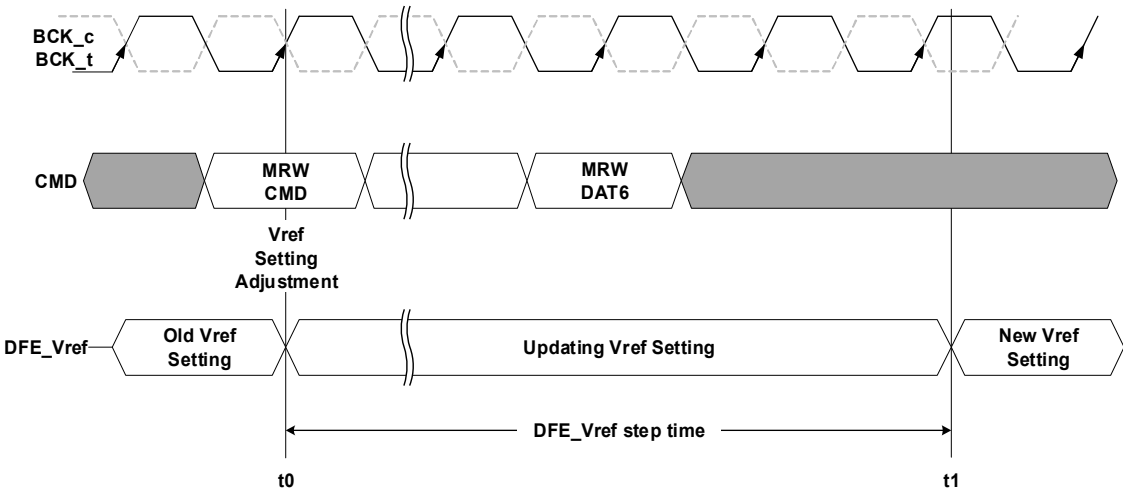 BCK_c
BCK_t
CMD
MRW
CMD
MRW
DAT6
Vref
Setting
Adjustment
DFE_Vref
Old Vref
Setting
Updating Vref Setting
New Vref
Setting
DFE_Vref step time
t0
t1